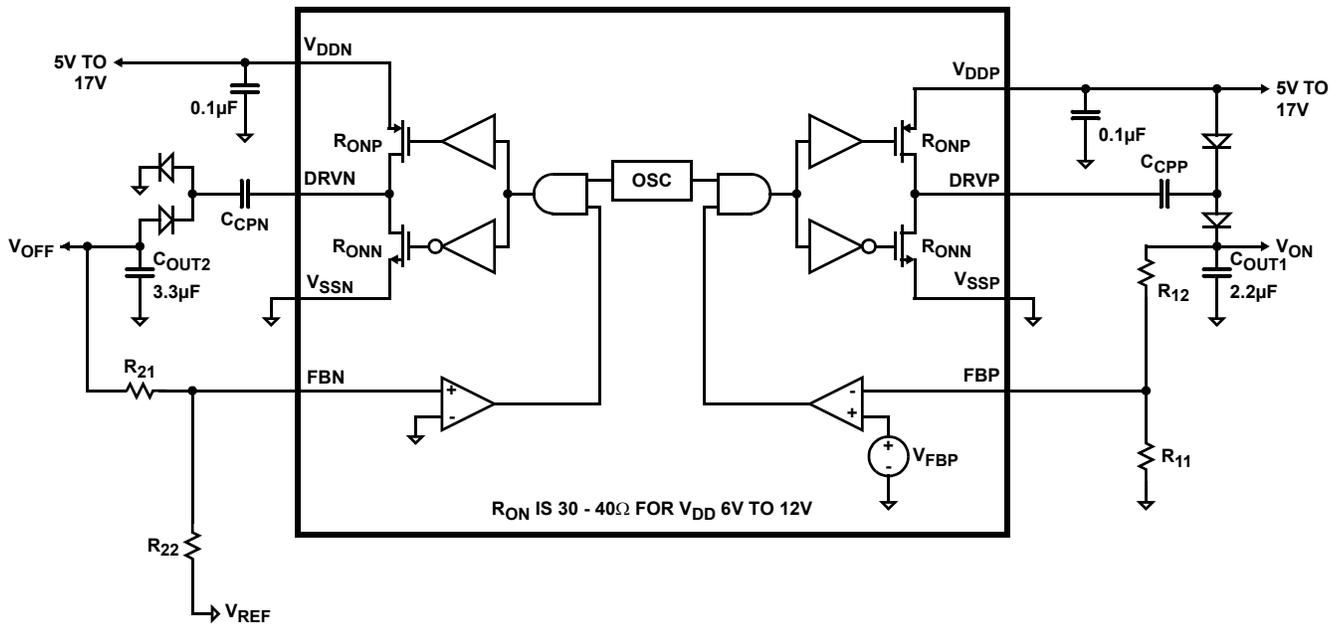 VDDN
5V TO
17V
0.1µF
RONP
DRVN
CCPN
RONN
VOFF
COUT2
3.3µF
VSSN
R21
FBN
+
-
R22
VREF
OSC
VDDP
5V TO
17V
0.1µF
RONP
CCPP
DRVP
RONN
VON
COUT1
2.2µF
VSSP
R12
FBP
-
+
+
-
VFBP
R11
RON IS 30 - 40Ω FOR VDD 6V TO 12V